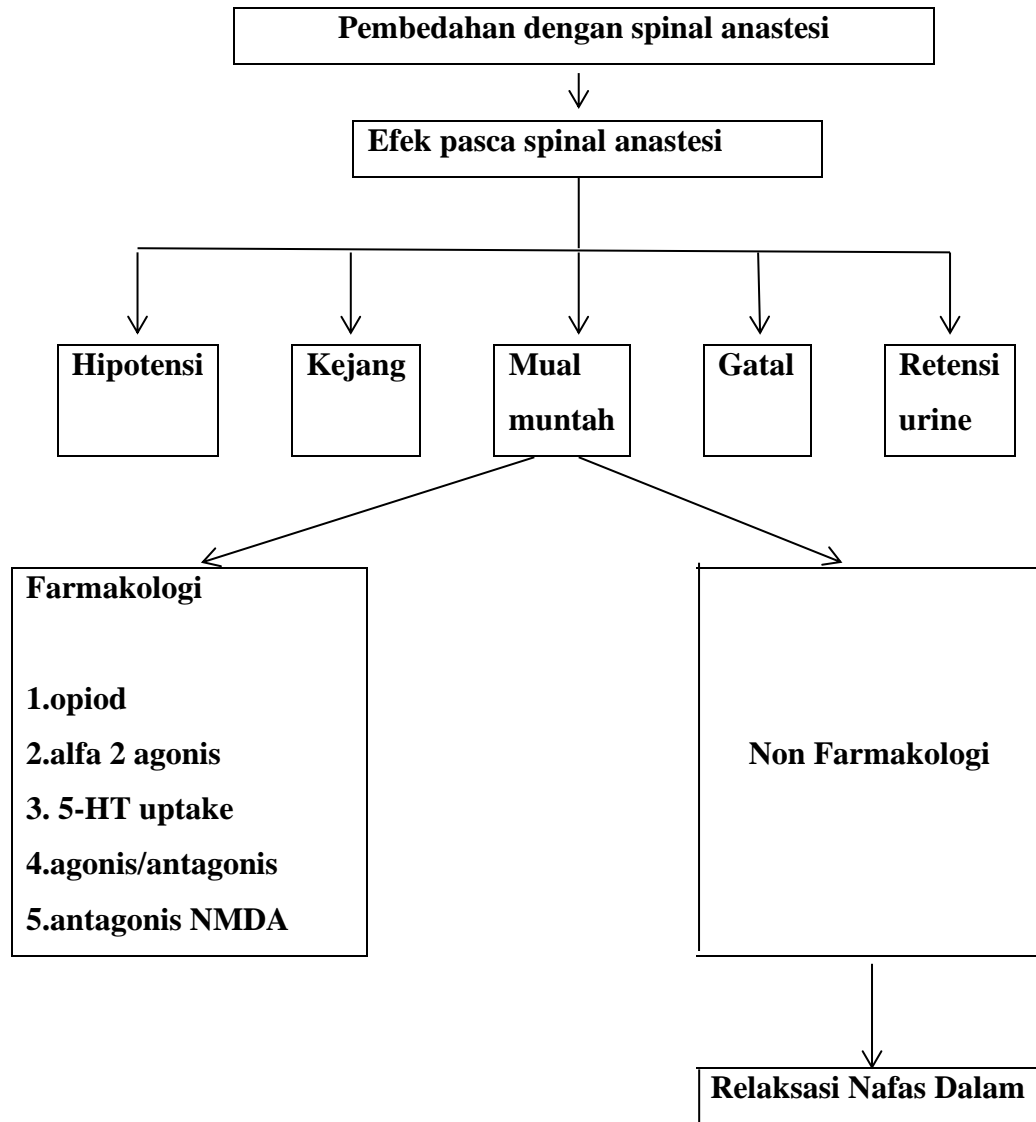 Pembedahan dengan spinal anastesi
Efek pasca spinal anastesi
Hipotensi
Kejang
Mual
muntah
Gatal
Retensi
urine
Farmakologi
1.opiod
2.alfa 2 agonis
3. 5-HT uptake
4.agonis/antagonis
5.antagonis NMDA
Non Farmakologi
Relaksasi Nafas Dalam